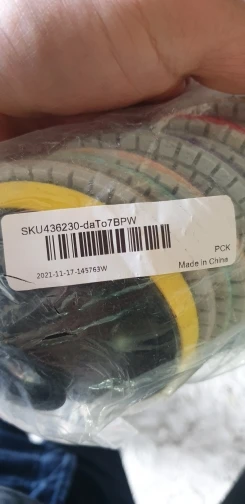 SKU436230-daTo7BPW
PCK
2021-11-17-145763W
Made In China